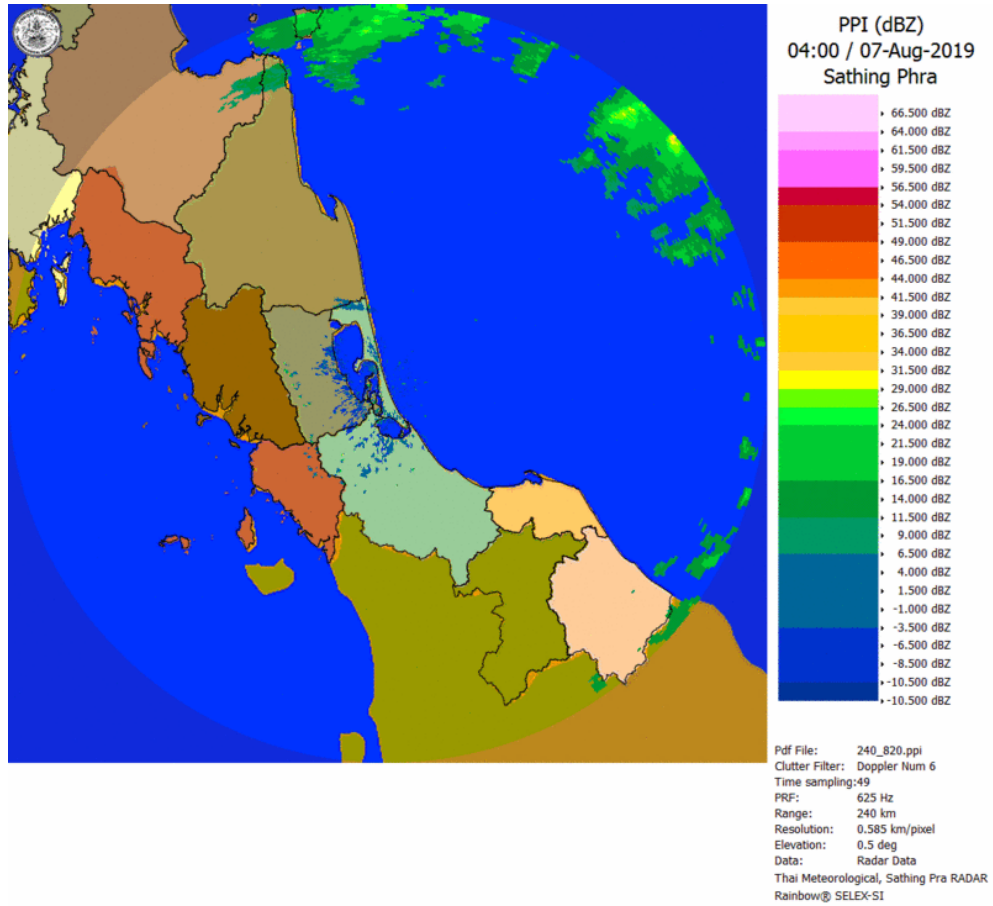 PPI (dBZ)
04:00 / 07-Aug-2019
Sathing Phra
66.500 dBZ
64.000 dBZ
61.500 dBZ
59.500 dBZ
56.500 dBZ
54.000 dBZ
51.500 dBZ
49.000 dBZ
46.500 dBZ
44.000 dBZ
41.500 dBZ
39.000 dBZ
36.500 dBZ
34.000 dBZ
31.500 dBZ
29.000 dBZ
26.500 dBZ
24.000 dBZ
21.500 dBZ
19.000 dBZ
16.500 dBZ
14.000 dBZ
11.500 dBZ
9.000 dBZ
6.500 dBZ
4.000 dBZ
1.500 dBZ
-1.000 dBZ
-3.500 dBZ
-6.500 dBZ
-8.500 dBZ
-10.500 dBZ
-10.500 dBZ
Pdf File: 240_820.ppi
Clutter Filter: Doppler Num 6
Time sampling:49
PRF: 625 Hz
Range: 240 km
Resolution: 0.585 km/pixel
Elevation: 0.5 deg
Data: Radar Data
Thai Meteorological, Sathing Pra RADAR
Rainbow® SELEX-SI